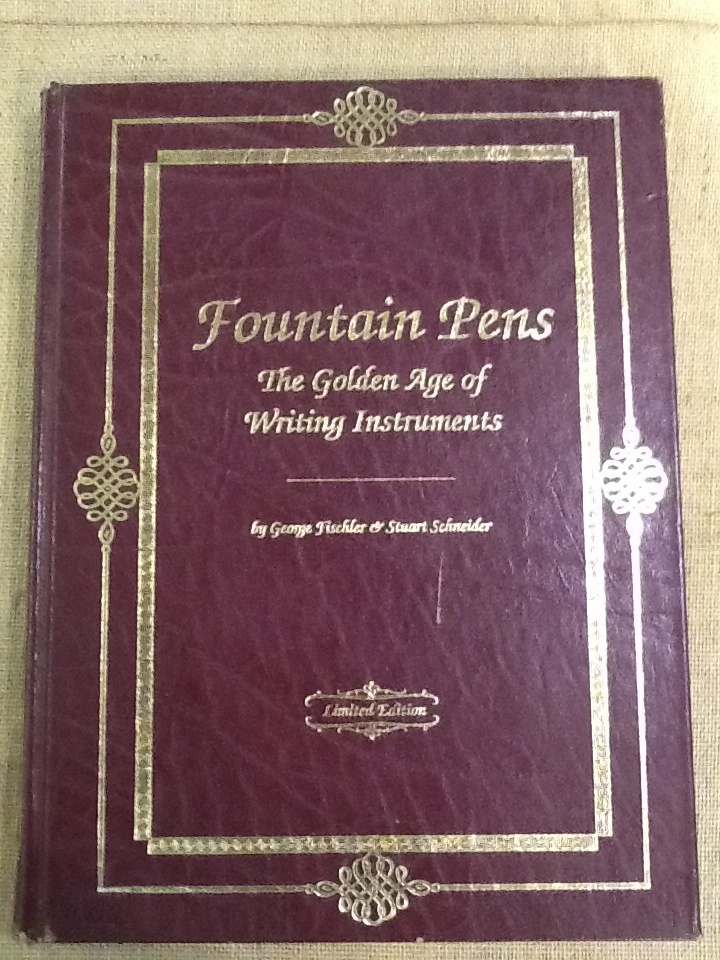 Fountain Pens
The Golden Age of
Writing Instruments
by George Fischler & Stuart Schneider
Limited Edition